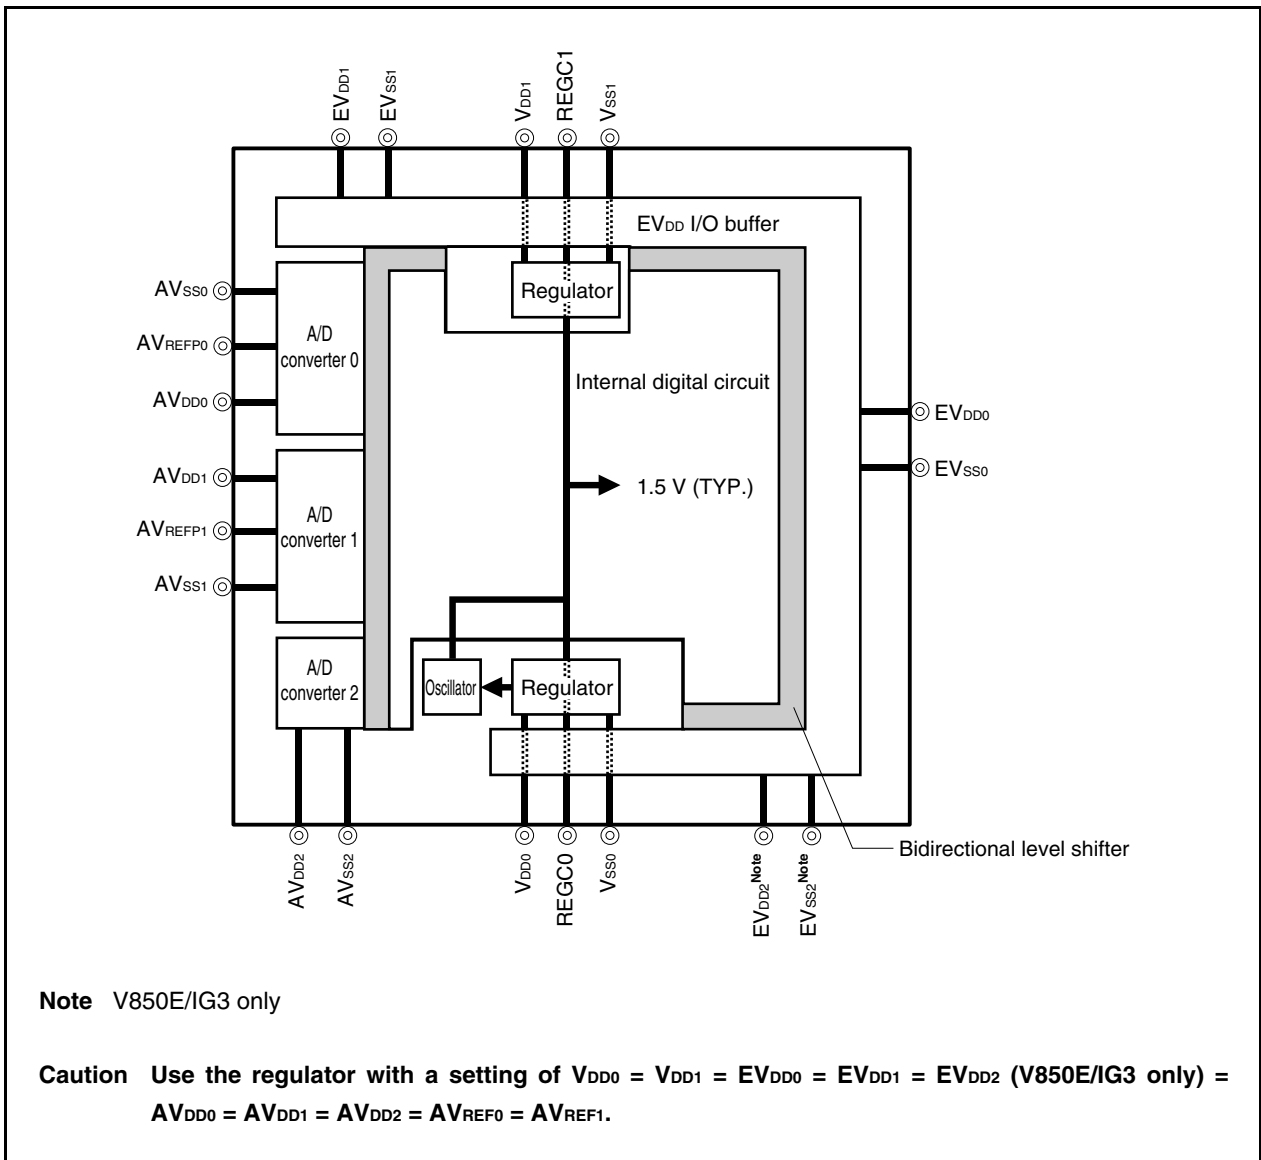 EVDD1
EVSS1
VDD1
REGC1
VSS1
EVDD I/O buffer
Regulator
AVSS0
AVREFP0
AVDD0
A/D
converter 0
Internal digital circuit
EVDD0
EVSS0
AVDD1
AVREFP1
AVSS1
A/D
converter 1
1.5 V (TYP.)
A/D
converter 2
Oscillator
Regulator
AVDD2
AVSS2
VDD0
REGC0
VSS0
EVDD2Note
EVSS2Note
Bidirectional level shifter
Note V850E/IG3 only
Caution Use the regulator with a setting of VDD0 = VDD1 = EVDD0 = EVDD1 = EVDD2 (V850E/IG3 only) =
AVDD0 = AVDD1 = AVDD2 = AVREF0 = AVREF1.